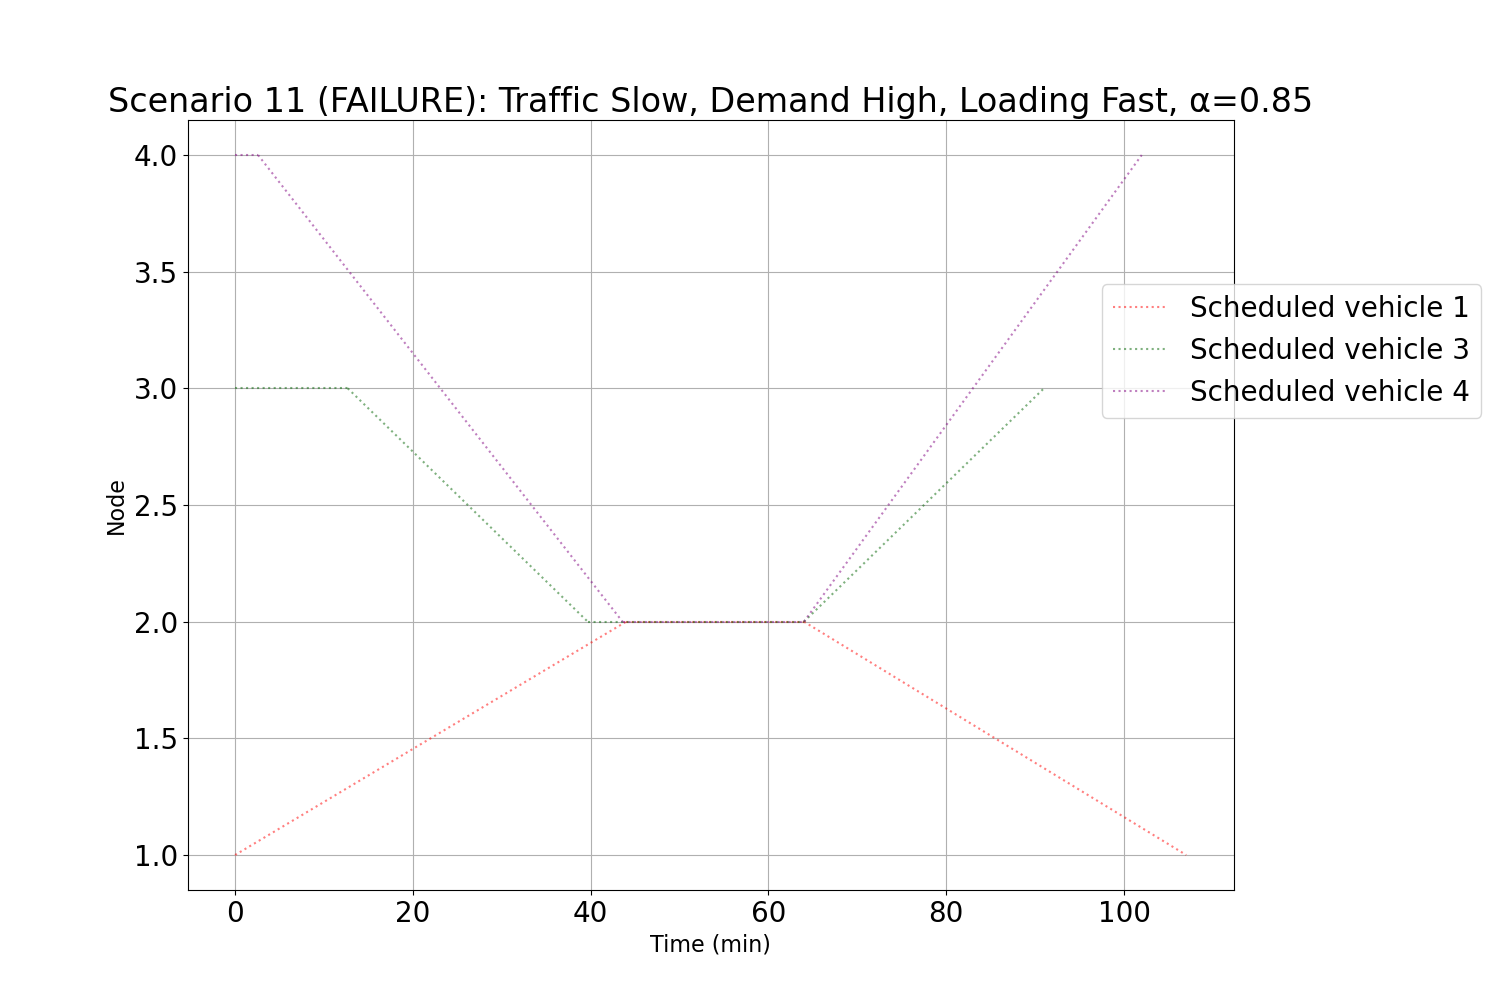 Scenario 11 (FAILURE): Traffic Slow, Demand High, Loading Fast, α=0.85
4.0
3.5
3.0
2.5
2.0
1.5
1.0
Node
0 20 40 60 80 100
Time (min)
Scheduled vehicle 1
Scheduled vehicle 3
Scheduled vehicle 4